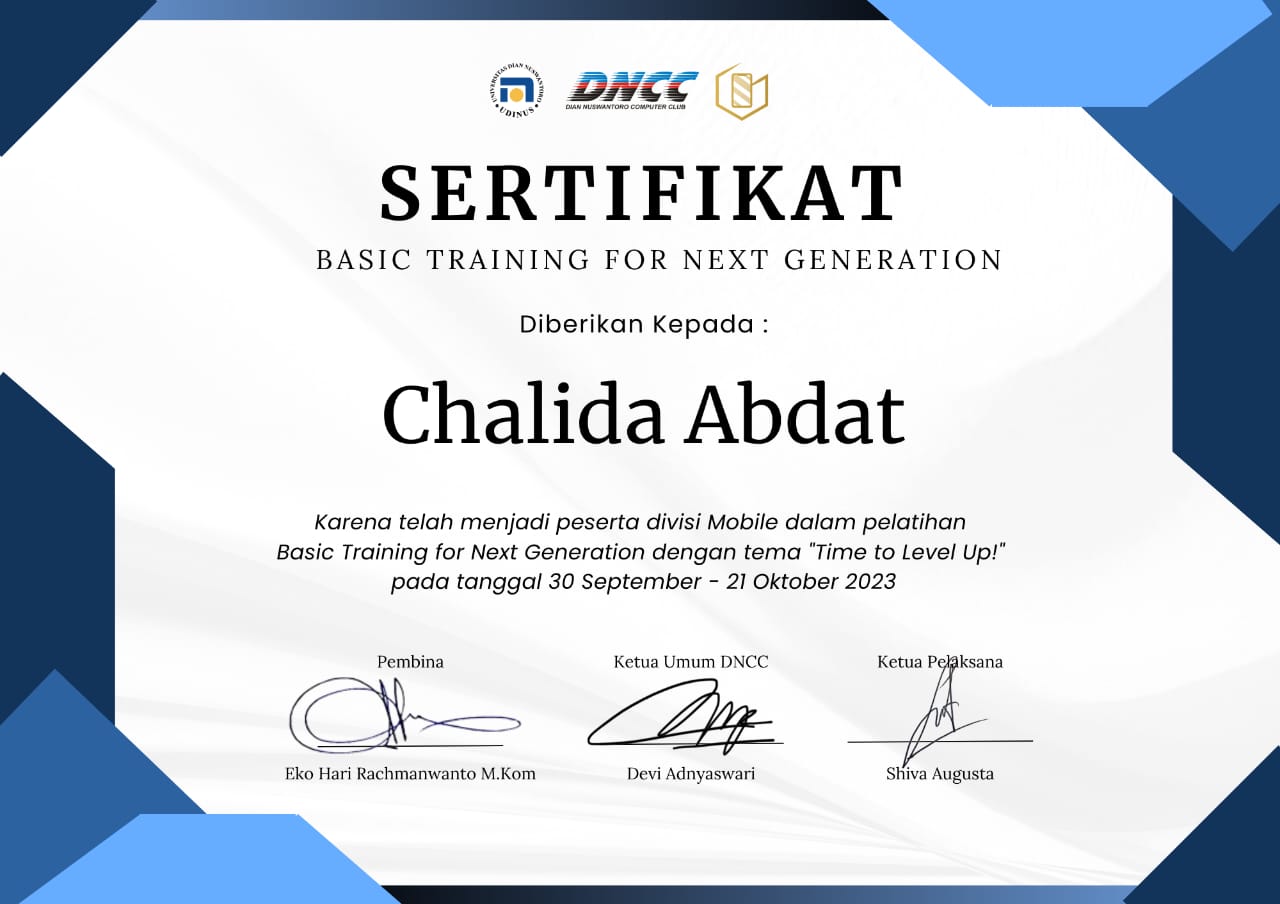 UNIVERSITAS DIAN NUSWANTORO
UDINUS
DNCC
DIAN NUSWANTORO COMPUTER CLUB
SERTIFIKAT
BASIC TRAINING FOR NEXT GENERATION
Diberikan Kepada :
Chalida Abdat
Karena telah menjadi peserta divisi Mobile dalam pelatihan
Basic Training for Next Generation dengan tema "Time to Level Up!"
pada tanggal 30 September - 21 Oktober 2023
Pembina Ketua Umum DNCC Ketua Pelaksana
Eko Hari Rachmanwanto M.Kom Devi Adnyaswari Shiva Augusta